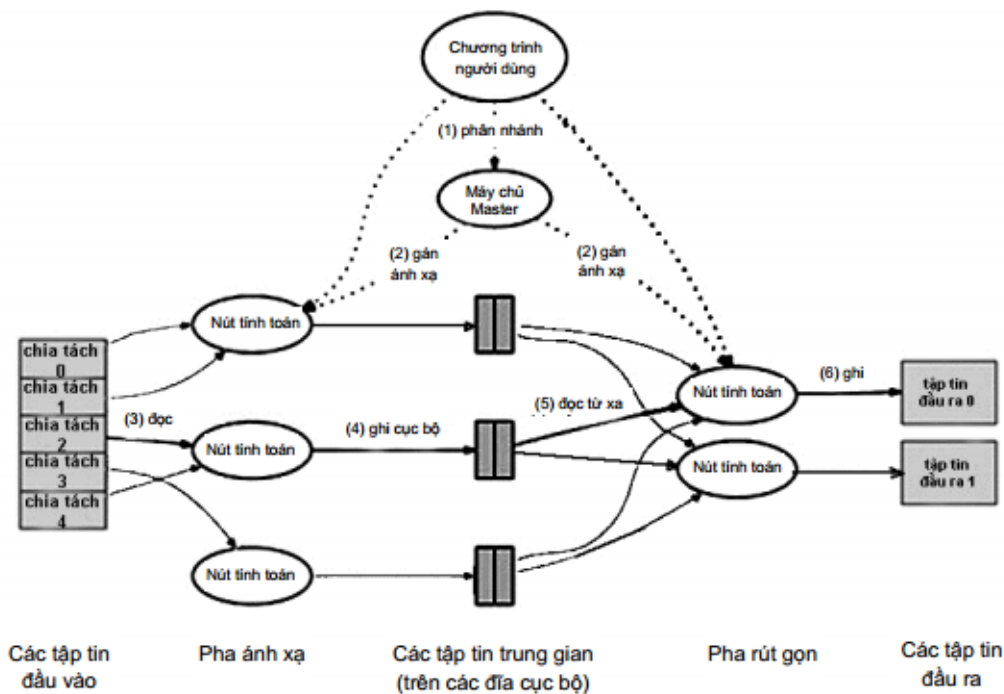 Chương trình
người dùng
(1) phân nhánh
Máy chủ
Master
(2) gán
ánh xạ
(2) gán
ánh xạ
Nút tính toán
chia tách
0
chia tách
1
chia tách
2
chia tách
3
chia tách
4
(3) đọc
Nút tính toán
(4) ghi cục bộ
Nút tính toán
(5) đọc từ xa
Nút tính toán
(6) ghi
tập tin
đầu ra 0
Nút tính toán
tập tin
đầu ra 1
Các tập tin
đầu vào
Pha ánh xạ
Các tập tin trung gian
(trên các đĩa cục bộ)
Pha rút gọn
Các tập tin
đầu ra